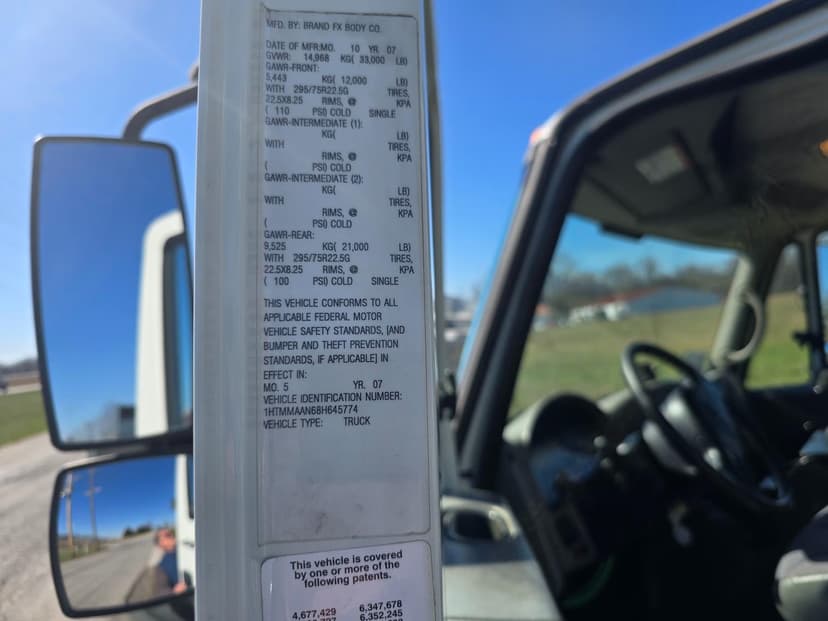 MFD. BY: BRAND FX BODY CO.
DATE OF MFR:MO. 10 YR. 07
GVWR: 14,968 KG( 33,000 LB)
GAWR-FRONT:
5,443 KG( 12,000 LB)
WITH 295/75R22.5G TIRES,
22.5X8.25 RIMS, @ KPA
( 110 PSI) COLD SINGLE
GAWR-INTERMEDIATE (1):
KG( LB)
WITH TIRES,
RIMS, @ KPA
( PSI) COLD
GAWR-INTERMEDIATE (2):
KG( LB)
WITH TIRES,
RIMS, @ KPA
( PSI) COLD
GAWR-REAR:
9,525 KG( 21,000 LB)
WITH 295/75R22.5G TIRES,
22.5X8.25 RIMS, @ KPA
( 100 PSI) COLD SINGLE
THIS VEHICLE CONFORMS TO ALL
APPLICABLE FEDERAL MOTOR
VEHICLE SAFETY STANDARDS, [AND
BUMPER AND THEFT PREVENTION
STANDARDS, IF APPLICABLE] IN
EFFECT IN:
MO. 5 YR. 07
VEHICLE IDENTIFICATION NUMBER:
1HTMMAAN68H645774
VEHICLE TYPE: TRUCK
This vehicle is covered
by one or more of the
following patents.
4,677,429 6,347,678
6,352,245